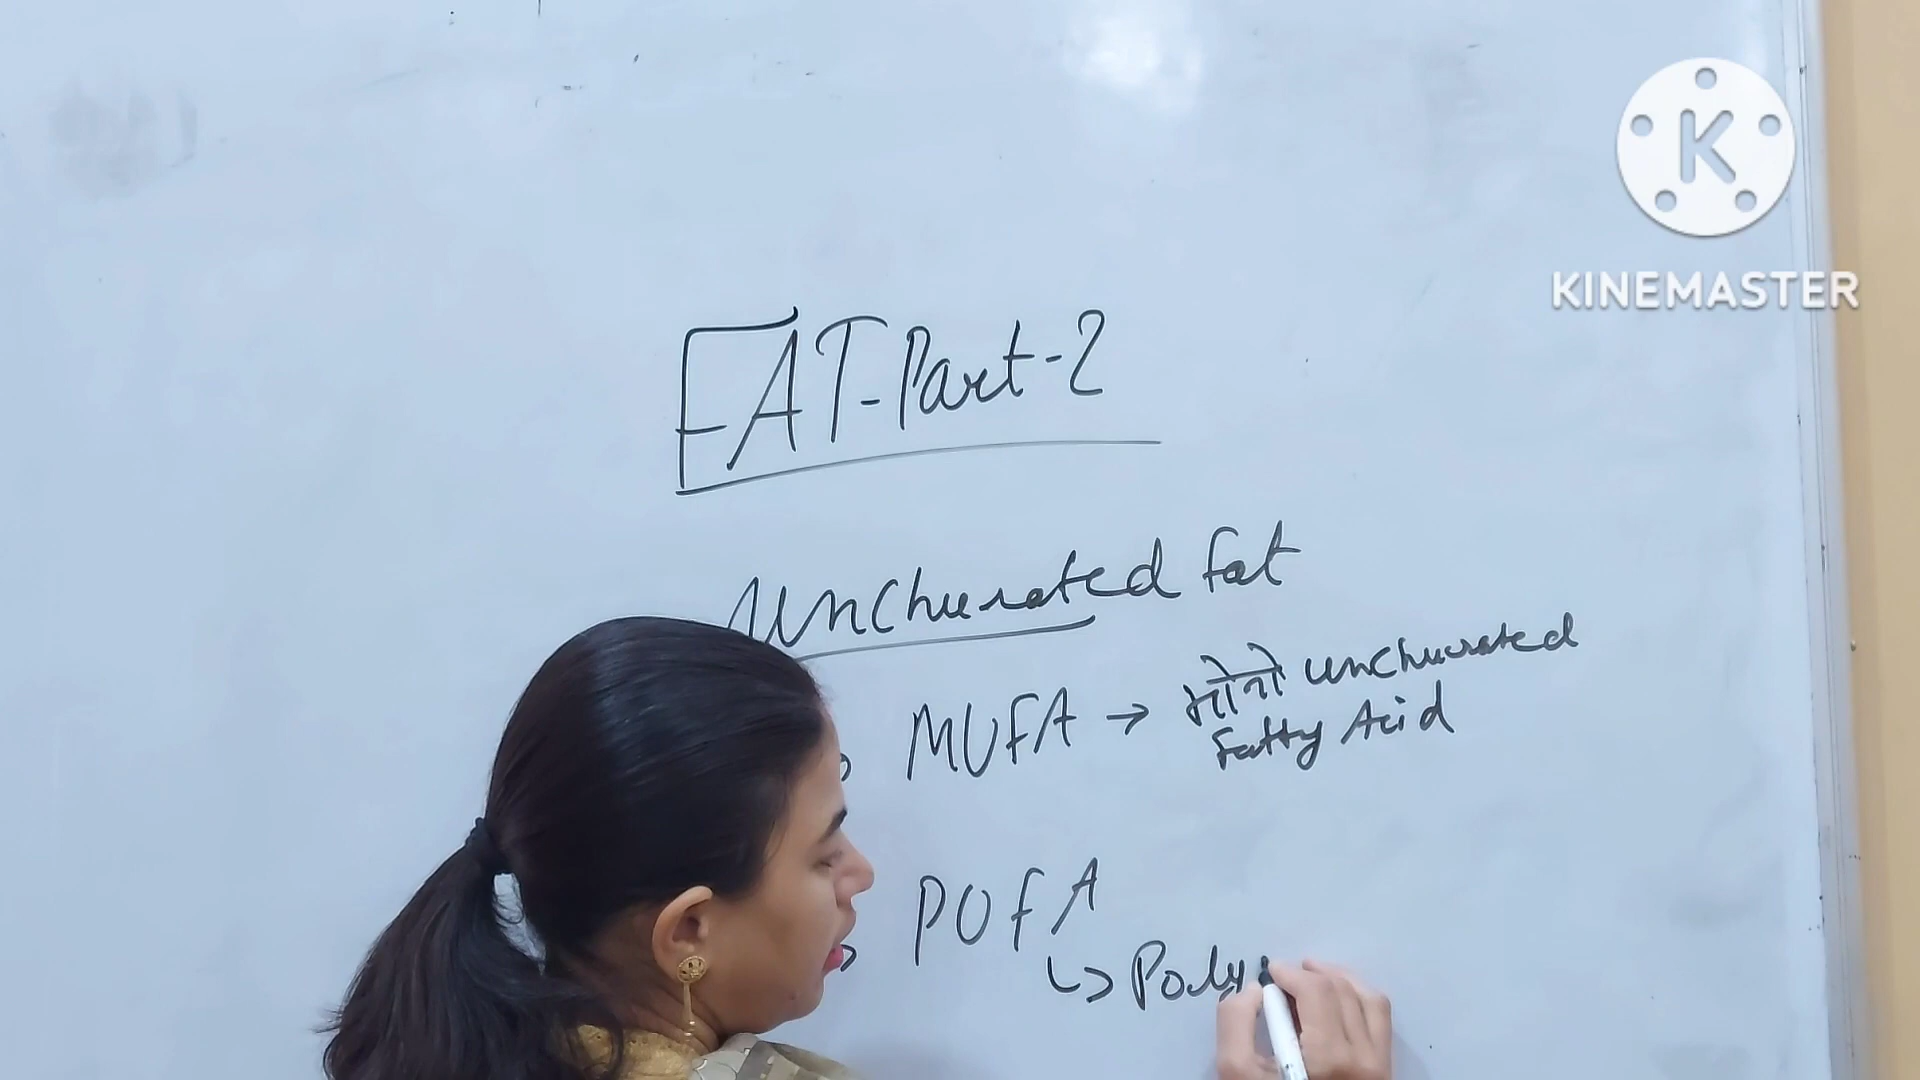 KINEMASTER
FAT-Part-2
Unchurated fat
MUFA → मोनो unchurated
Fatty Acid
PUFA
↳ Poly